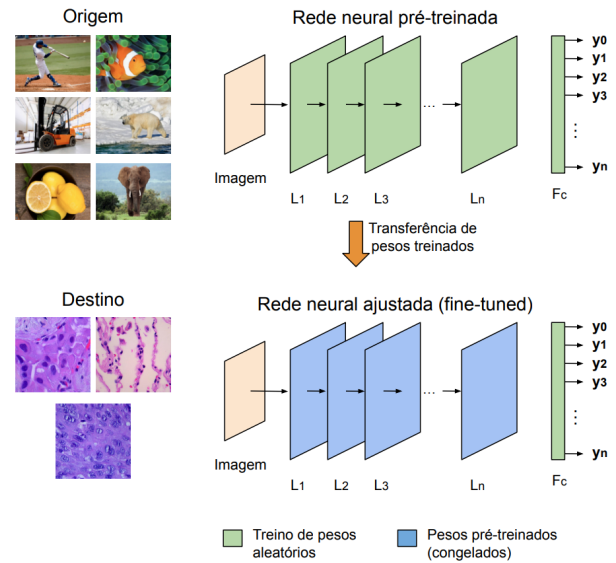 Origem
Rede neural pré-treinada
y0
y1
y2
y3
...
yn
Imagem
L1
L2
L3
...
Ln
Fc
Transferência de
pesos treinados
Destino
Rede neural ajustada (fine-tuned)
y0
y1
y2
y3
...
yn
Imagem
L1
L2
L3
...
Ln
Fc
Treino de pesos
aleatórios
Pesos pré-treinados
(congelados)